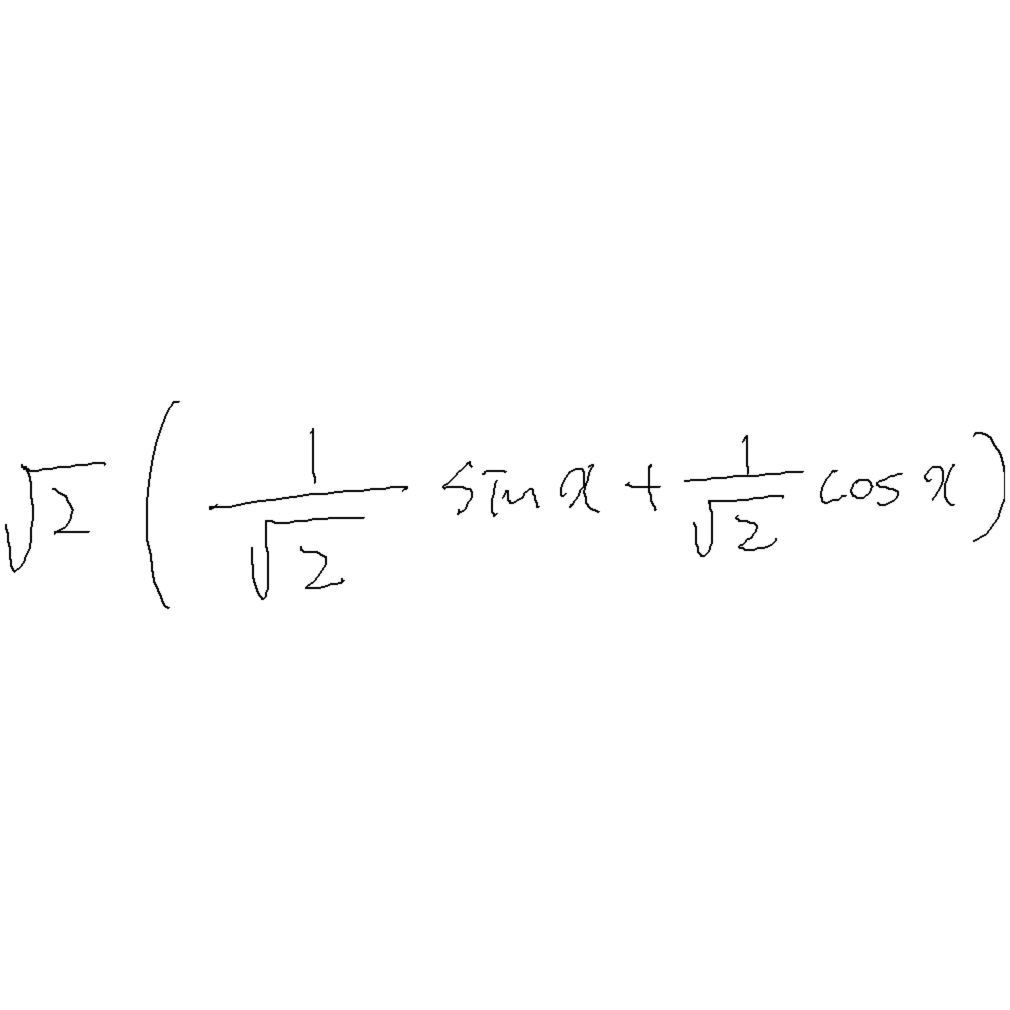 √2 ( 1/√2 sin x + 1/√2 cos x )